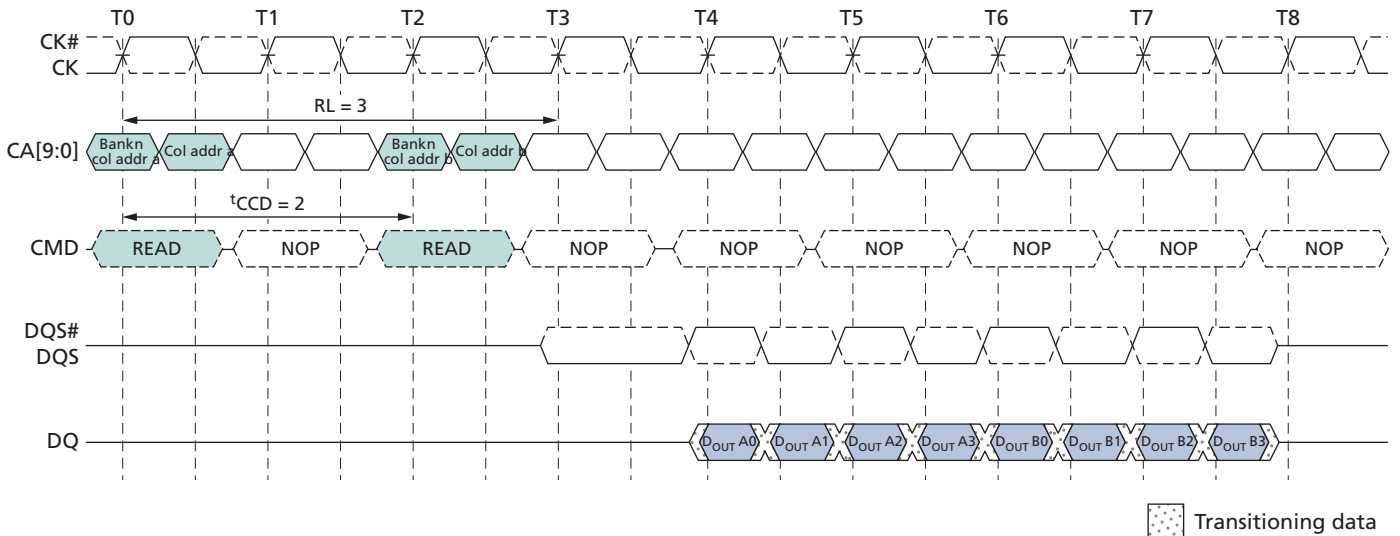 T0 T1 T2 T3 T4 T5 T6 T7 T8
CK#
CK
RL = 3
CA[9:0]
Bankn
col addr a
Col addr a
Bankn
col addr b
Col addr b
tCCD = 2
CMD READ NOP READ NOP NOP NOP NOP NOP NOP
DQS#
DQS
DQ DOUT A0 DOUT A1 DOUT A2 DOUT A3 DOUT B0 DOUT B1 DOUT B2 DOUT B3
Transitioning data